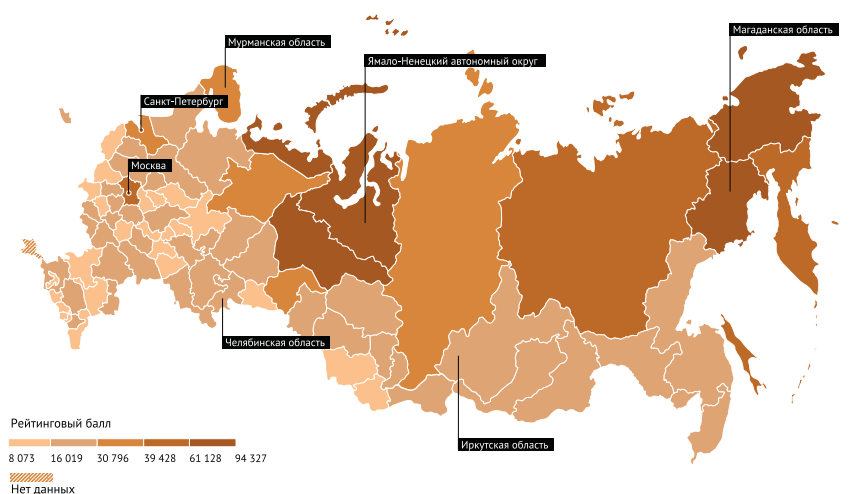 Магаданская область
Мурманская область
Ямало-Ненецкий автономный округ
Санкт-Петербург
Москва
Челябинская область
Рейтинговый балл
Иркутская область
8 073 16 019 30 796 39 428 61 128 94 327
Нет данных